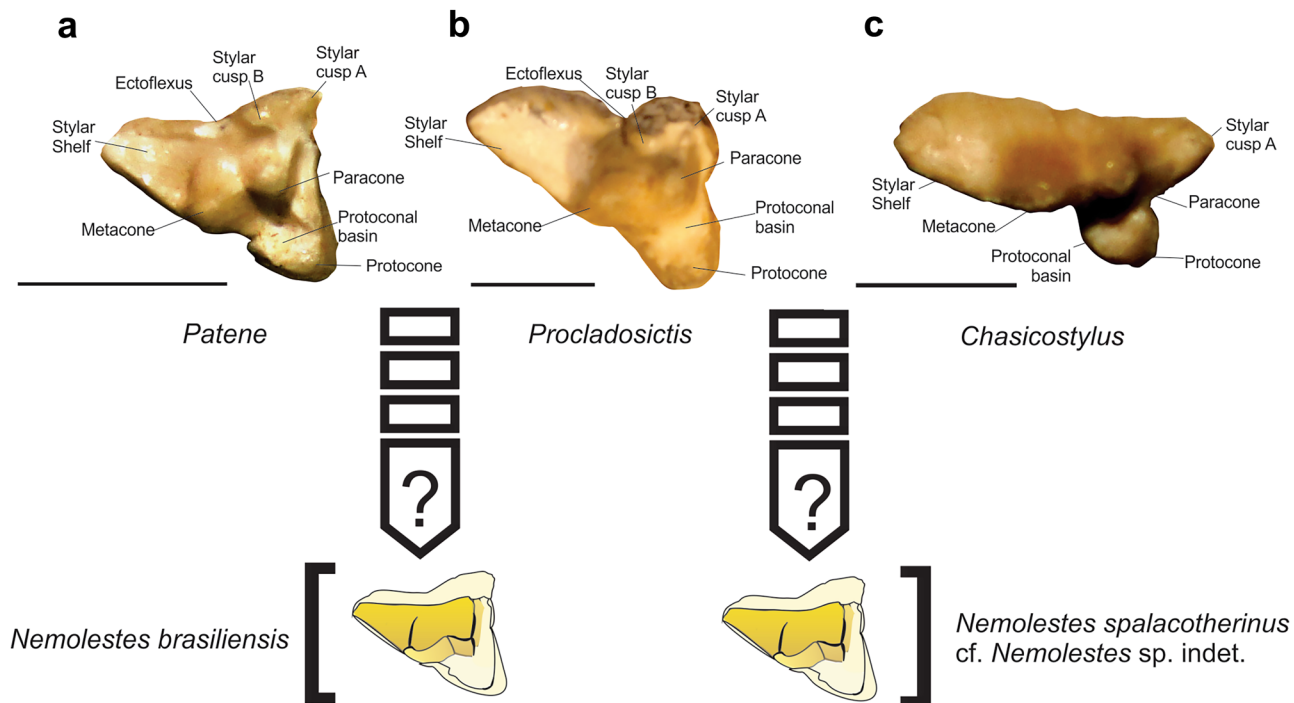 a
Stylar
cusp B
Stylar
cusp A
Ectoflexus
Stylar
Shelf
Paracone
Metacone
Protoconal
basin
Protocone
Patene
b
Ectoflexus
Stylar
cusp B
Stylar
cusp A
Stylar
Shelf
Paracone
Metacone
Protoconal
basin
Protocone
Procladosictis
c
Stylar
cusp A
Stylar
Shelf
Paracone
Metacone
Protoconal
basin
Protocone
Chasicostylus
?
?
Nemolestes brasiliensis
Nemolestes spalacotherinus
cf. Nemolestes sp. indet.